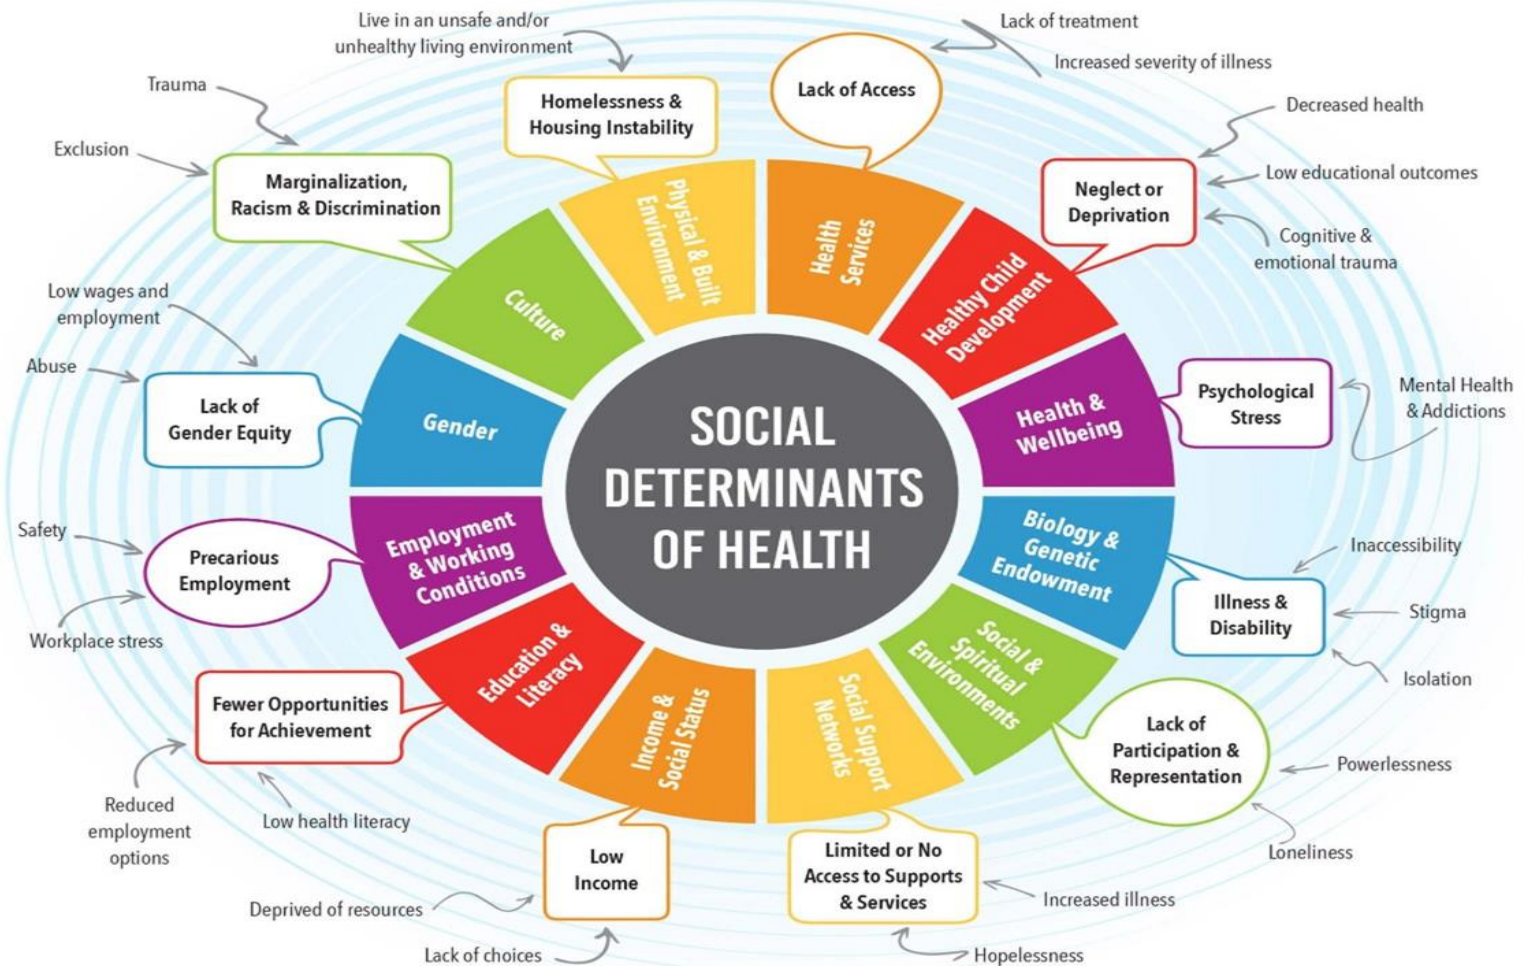 SOCIAL
DETERMINANTS
OF HEALTH
Health
Services
Lack of Access
Lack of treatment
Increased severity of illness
Healthy Child
Development
Neglect or
Deprivation
Decreased health
Low educational outcomes
Cognitive &
emotional trauma
Health &
Wellbeing
Psychological
Stress
Mental Health
& Addictions
Biology &
Genetic
Endowment
Illness &
Disability
Inaccessibility
Stigma
Isolation
Social &
Spiritual
Environments
Lack of
Participation &
Representation
Powerlessness
Loneliness
Social Support
Networks
Limited or No
Access to Supports
& Services
Increased illness
Hopelessness
Income &
Social Status
Low
Income
Deprived of resources
Lack of choices
Education &
Literacy
Fewer Opportunities
for Achievement
Reduced
employment
options
Low health literacy
Employment
& Working
Conditions
Precarious
Employment
Safety
Workplace stress
Gender
Lack of
Gender Equity
Low wages and
employment
Abuse
Culture
Marginalization,
Racism & Discrimination
Trauma
Exclusion
Physical & Built
Environment
Homelessness &
Housing Instability
Live in an unsafe and/or
unhealthy living environment